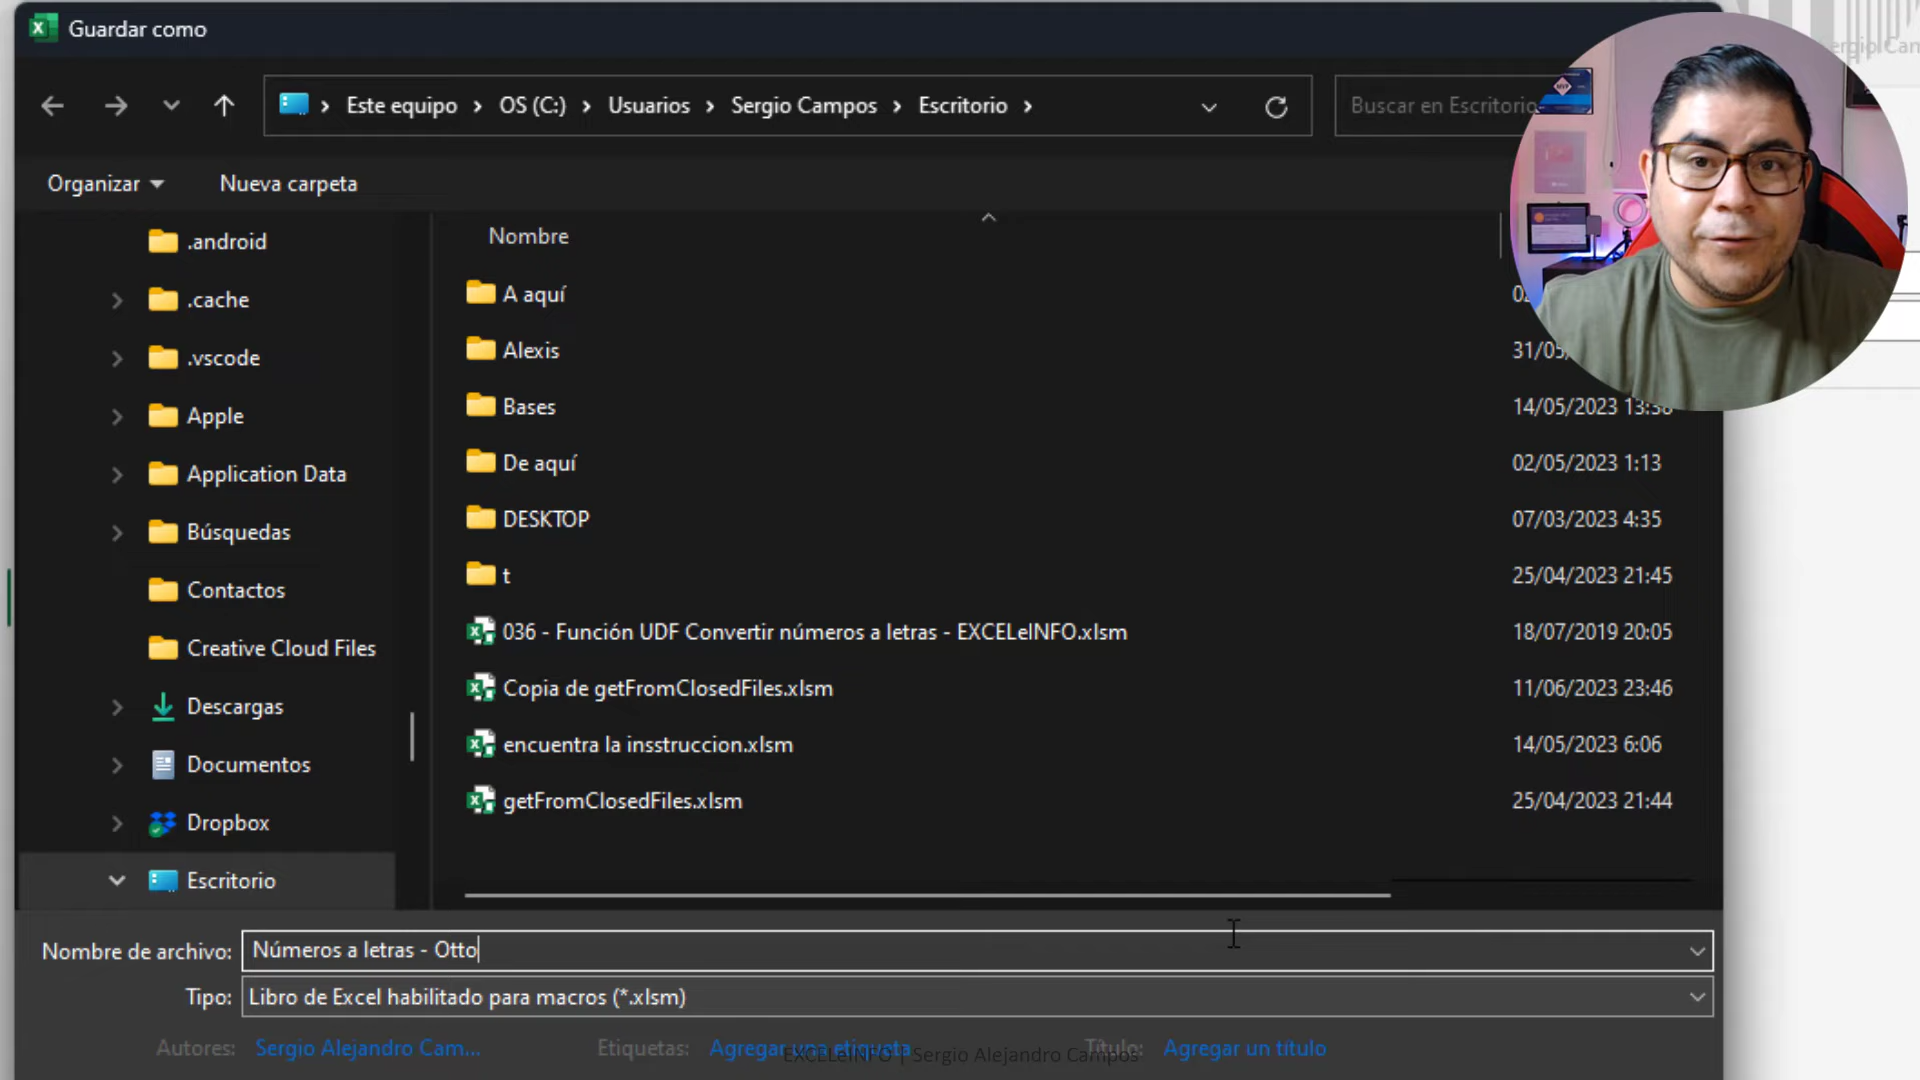 Guardar como
Este equipo > OS (C:) > Usuarios > Sergio Campos > Escritorio >
Buscar en Escritorio
Organizar
Nueva carpeta
.android
.cache
.vscode
Apple
Application Data
Búsquedas
Contactos
Creative Cloud Files
Descargas
Documentos
Dropbox
Escritorio
Nombre
A aquí
Alexis 31/05
Bases 14/05/2023 13:38
De aquí 02/05/2023 1:13
DESKTOP 07/03/2023 4:35
t 25/04/2023 21:45
036 - Función UDF Convertir números a letras - EXCELeINFO.xlsm 18/07/2019 20:05
Copia de getFromClosedFiles.xlsm 11/06/2023 23:46
encuentra la insstruccion.xlsm 14/05/2023 6:06
getFromClosedFiles.xlsm 25/04/2023 21:44
Nombre de archivo: Números a letras - Otto
Tipo: Libro de Excel habilitado para macros (*.xlsm)
Autores: Sergio Alejandro Cam... Etiquetas: Agregar una etiqueta Título: Agregar un título
EXCELeINFO | Sergio Alejandro Campos